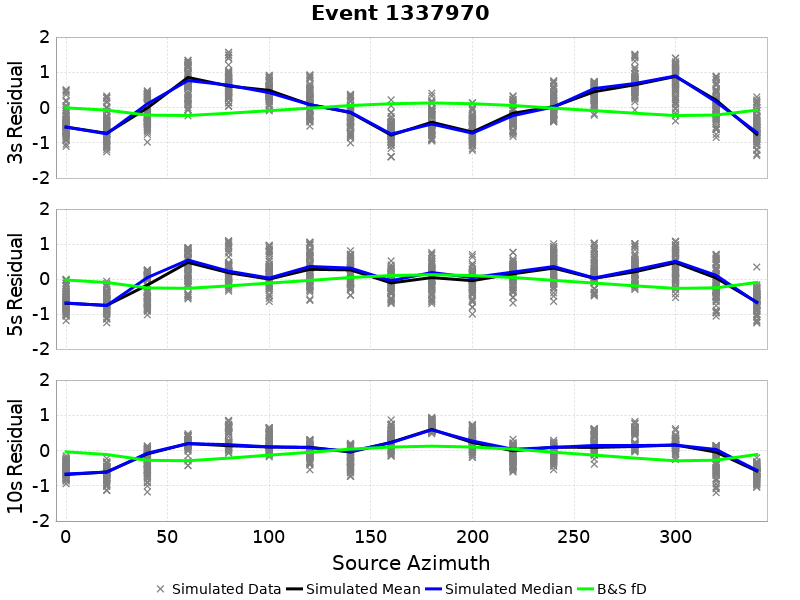 Event 1337970
3s Residual
2
1
0
-1
-2
5s Residual
2
1
0
-1
-2
10s Residual
2
1
0
-1
-2
0 50 100 150 200 250 300
Source Azimuth
Simulated Data Simulated Mean Simulated Median B&S fD